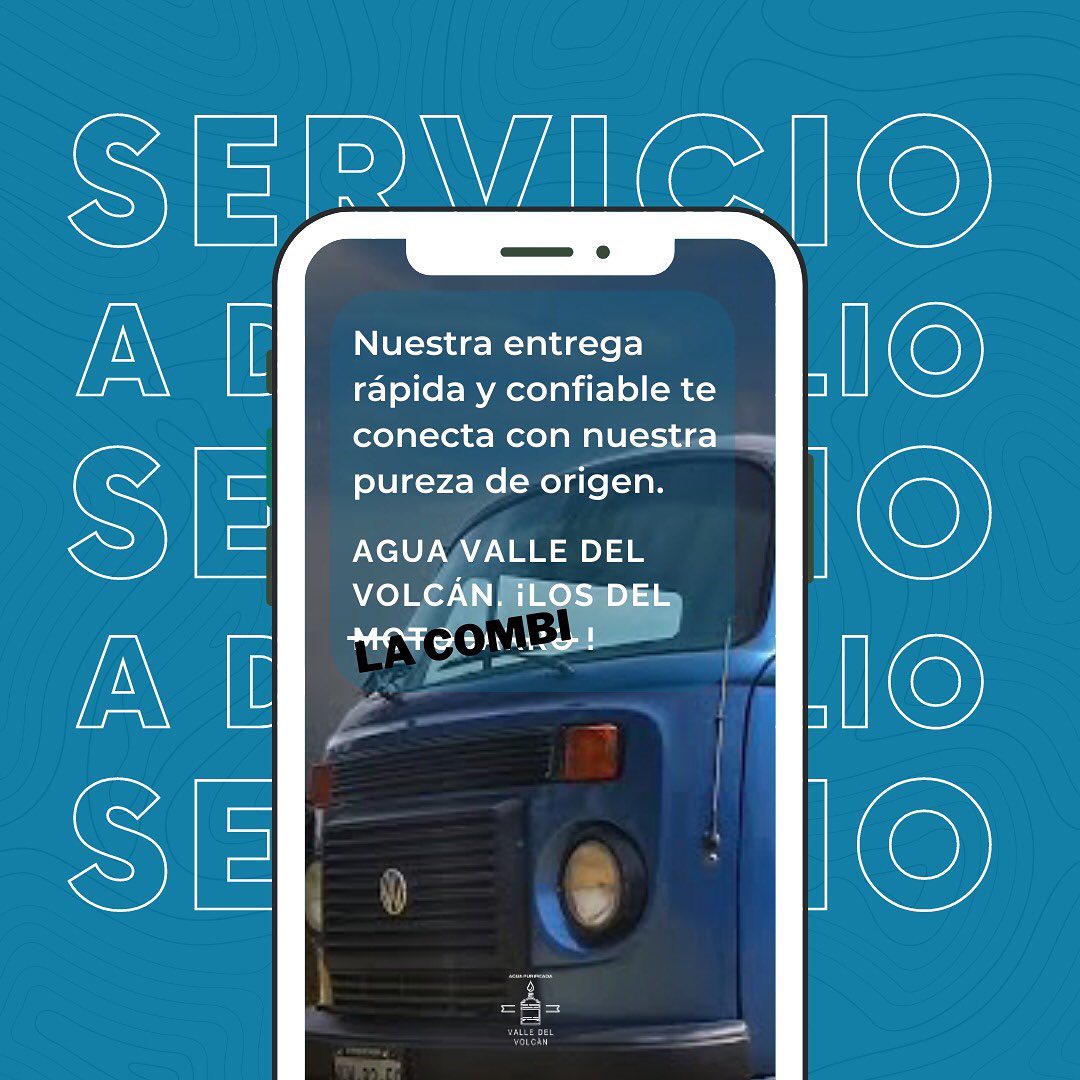 SERVICIO
A D LIO
SE IO
A D LIO
SE IO
Nuestra entrega
rápida y confiable te
conecta con nuestra
pureza de origen.
AGUA VALLE DEL
VOLCÁN. ¡LOS DEL
LA COMBI !
AGUA PURIFICADA
VALLE DEL
VOLCÁN